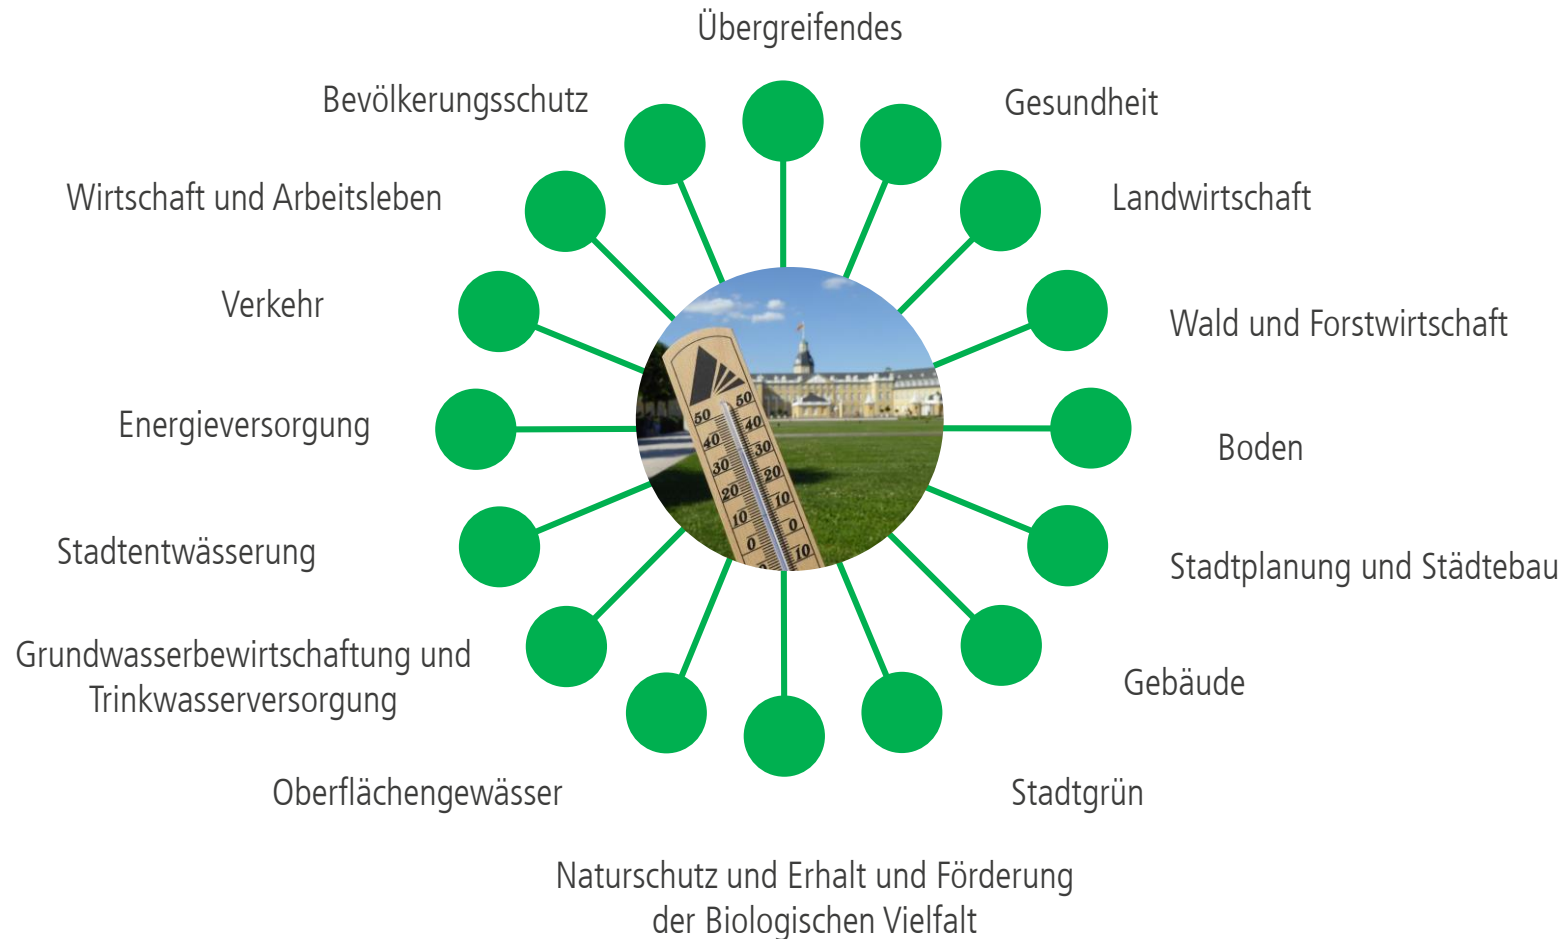 Übergreifendes
Gesundheit
Landwirtschaft
Wald und Forstwirtschaft
Boden
Stadtplanung und Städtebau
Gebäude
Stadtgrün
Naturschutz und Erhalt und Förderung
der Biologischen Vielfalt
Oberflächengewässer
Grundwasserbewirtschaftung und
Trinkwasserversorgung
Stadtentwässerung
Energieversorgung
Verkehr
Wirtschaft und Arbeitsleben
Bevölkerungsschutz
50 50
40 40
30 30
20 20
10 10
0 0
10